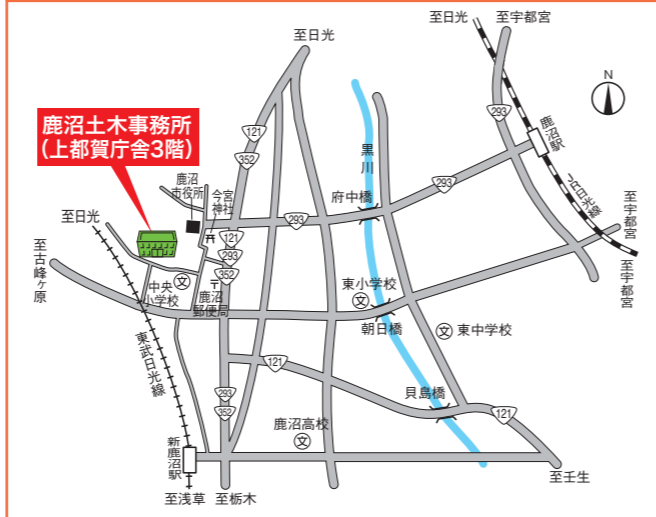 至日光
至宇都宮
至日光
N
293
鹿沼土木事務所
(上都賀庁舎3階)
121
352
黒川
鹿沼駅
JR日光線
鹿沼
市役所
今宮
神社
府中橋
293
293
至日光
121
293
352
至宇都宮
至宇都宮
至古峰ヶ原
中央
小学校
文
〒
鹿沼
郵便局
東小学校
文
朝日橋
文
東中学校
東武日光線
121
293
352
貝島橋
121
鹿沼高校
文
新鹿沼駅
至浅草
至栃木
至壬生